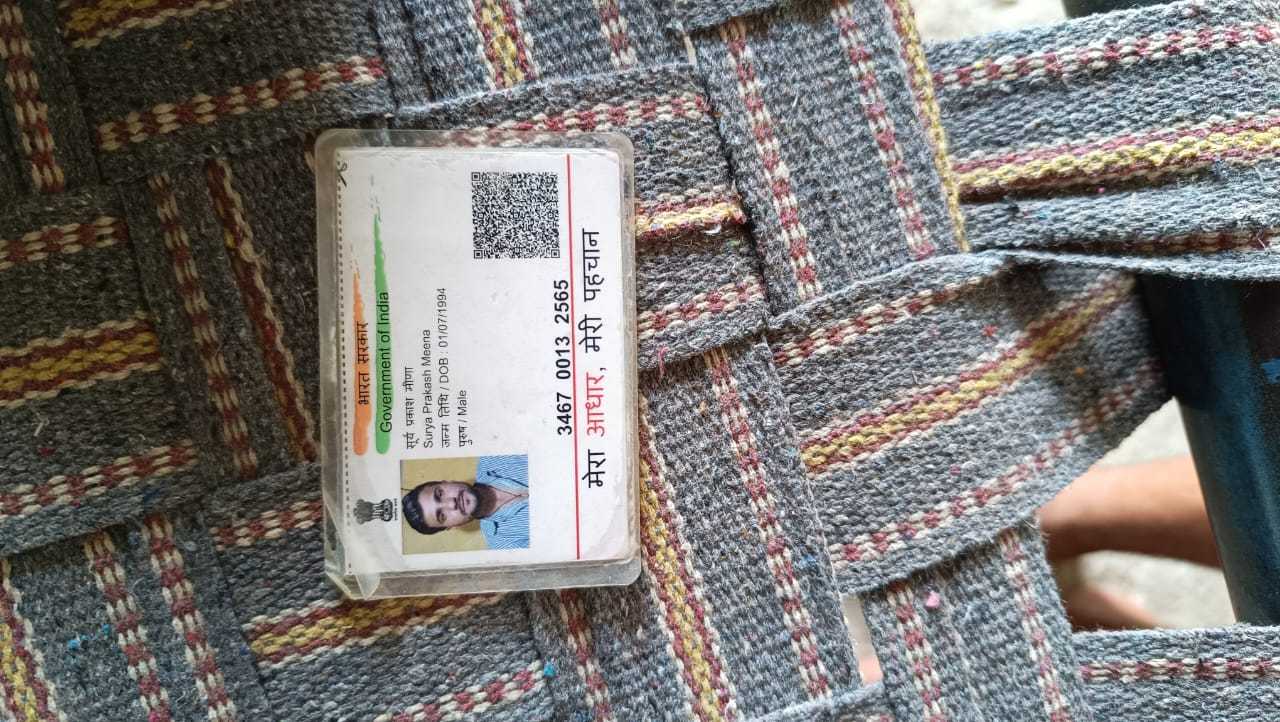 भारत सरकार
Government of India
सूर्य प्रकाश मीणा
Surya Prakash Meena
जन्म तिथि / DOB : 01/07/1994
पुरुष / Male
3467 0013 2565
मेरा आधार, मेरी पहचान